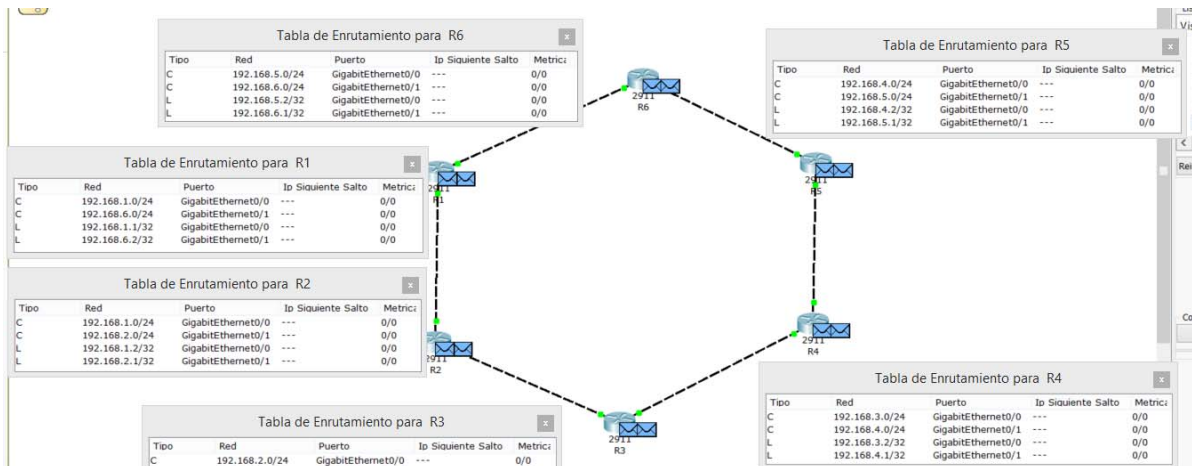 Tabla de Enrutamiento para R6
Tipo Red Puerto Ip Siguiente Salto Metrica
C 192.168.5.0/24 GigabitEthernet0/0 --- 0/0
C 192.168.6.0/24 GigabitEthernet0/1 --- 0/0
L 192.168.5.2/32 GigabitEthernet0/0 --- 0/0
L 192.168.6.1/32 GigabitEthernet0/1 --- 0/0
Tabla de Enrutamiento para R5
Tipo Red Puerto Ip Siguiente Salto Metrica
C 192.168.4.0/24 GigabitEthernet0/0 --- 0/0
C 192.168.5.0/24 GigabitEthernet0/1 --- 0/0
L 192.168.4.2/32 GigabitEthernet0/0 --- 0/0
L 192.168.5.1/32 GigabitEthernet0/1 --- 0/0
2911
R6
Tabla de Enrutamiento para R1
Tipo Red Puerto Ip Siguiente Salto Metrica
C 192.168.1.0/24 GigabitEthernet0/0 --- 0/0
C 192.168.6.0/24 GigabitEthernet0/1 --- 0/0
L 192.168.1.1/32 GigabitEthernet0/0 --- 0/0
L 192.168.6.2/32 GigabitEthernet0/1 --- 0/0
2911
R1
2911
R5
Tabla de Enrutamiento para R2
Tipo Red Puerto Ip Siguiente Salto Metrica
C 192.168.1.0/24 GigabitEthernet0/0 --- 0/0
C 192.168.2.0/24 GigabitEthernet0/1 --- 0/0
L 192.168.1.2/32 GigabitEthernet0/0 --- 0/0
L 192.168.2.1/32 GigabitEthernet0/1 --- 0/0
2911
R2
2911
R4
Tabla de Enrutamiento para R3
Tipo Red Puerto Ip Siguiente Salto Metrica
C 192.168.2.0/24 GigabitEthernet0/0 --- 0/0
2911
R3
Tabla de Enrutamiento para R4
Tipo Red Puerto Ip Siguiente Salto Metrica
C 192.168.3.0/24 GigabitEthernet0/0 --- 0/0
C 192.168.4.0/24 GigabitEthernet0/1 --- 0/0
L 192.168.3.2/32 GigabitEthernet0/0 --- 0/0
L 192.168.4.1/32 GigabitEthernet0/1 --- 0/0